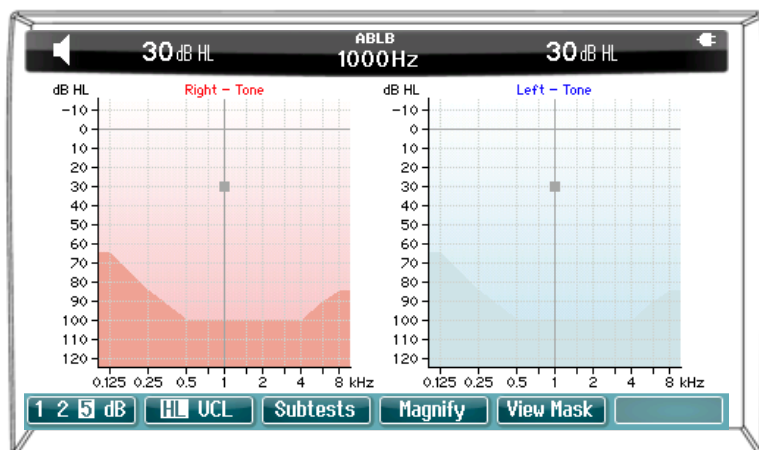 ABLB
30 dB HL 1000Hz 30 dB HL
dB HL Right - Tone dB HL Left - Tone
-10 -10
0 0
10 10
20 20
30 30
40 40
50 50
60 60
70 70
80 80
90 90
100 100
110 110
120 120
0.125 0.25 0.5 1 2 4 8 kHz 0.125 0.25 0.5 1 2 4 8 kHz
1 2 5 dB HL UCL Subtests Magnify View Mask